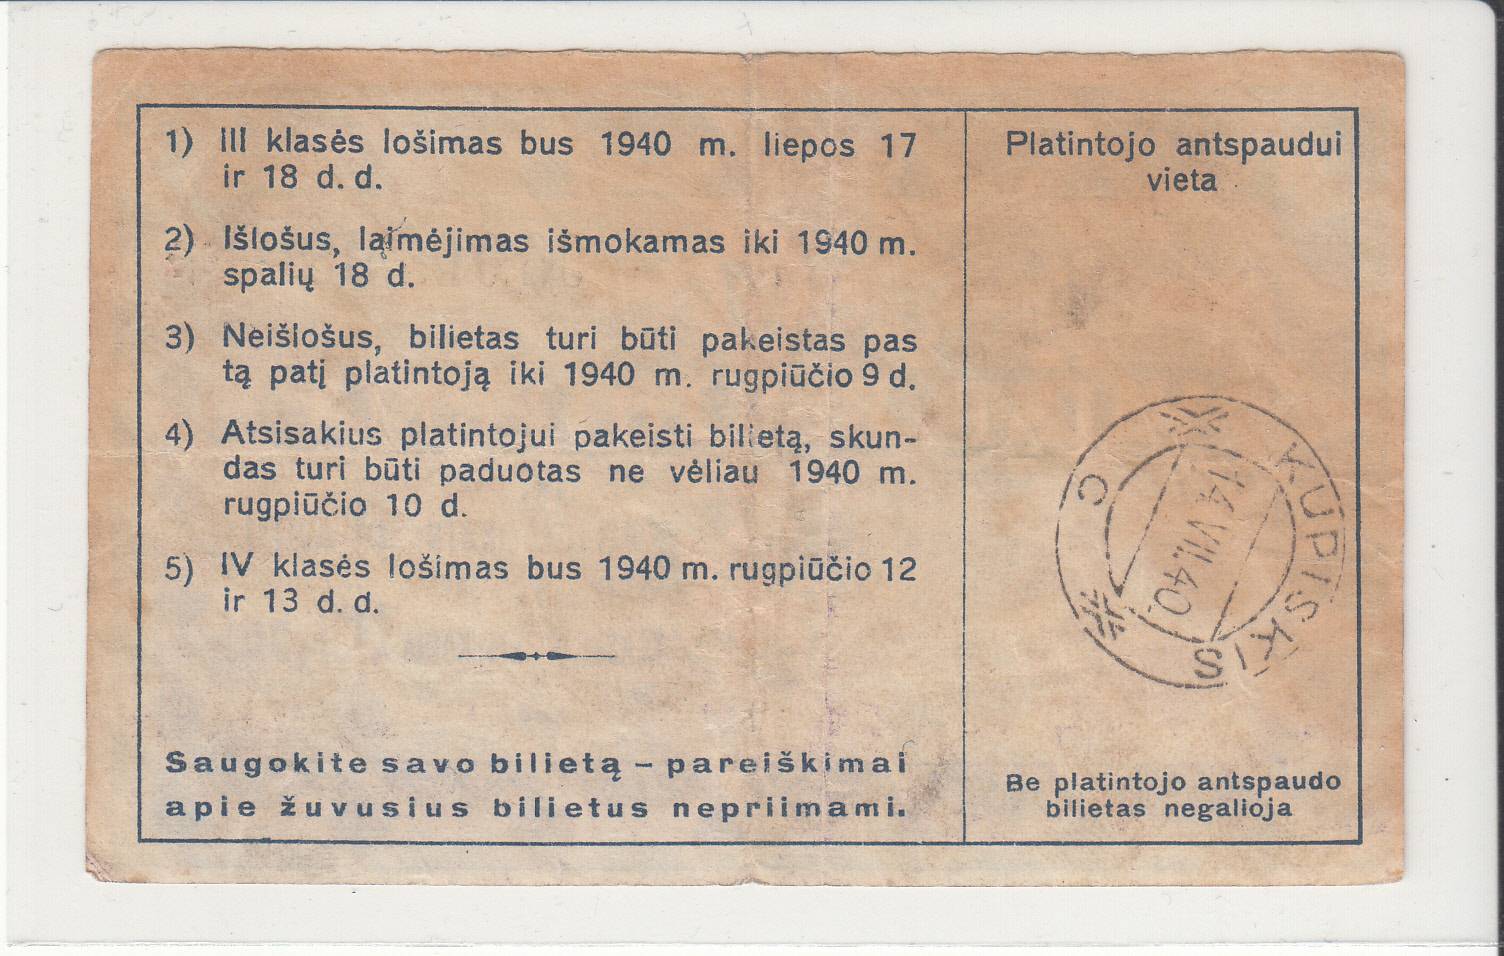 1) III klasės lošimas bus 1940 m. liepos 17
ir 18 d. d.
2) Išlošus, laimėjimas išmokamas iki 1940 m.
spalių 18 d.
3) Neišlošus, bilietas turi būti pakeistas pas
tą patį platintoją iki 1940 m. rugpiūčio 9 d.
4) Atsisakius platintojui pakeisti bilietą, skun-
das turi būti paduotas ne vėliau 1940 m.
rugpiūčio 10 d.
5) IV klasės lošimas bus 1940 m. rugpiūčio 12
ir 13 d. d.
Saugokite savo bilietą – pareiškimai
apie žuvusius bilietus nepriimami.
Platintojo antspaudui
vieta
KUPIŠKIS
C
14 VII. 40
Be platintojo antspaudo
bilietas negalioja